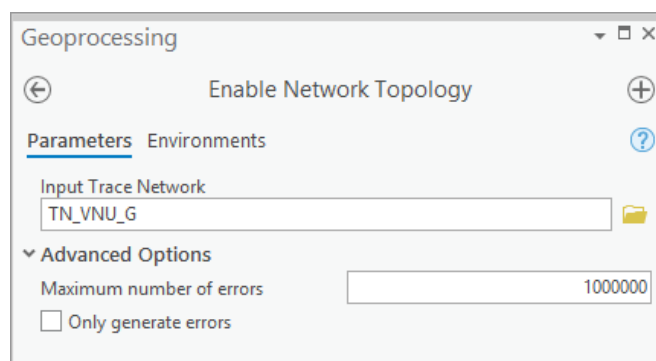 Geoprocessing
Enable Network Topology
Parameters Environments
Input Trace Network
TN_VNU_G
Advanced Options
Maximum number of errors 1000000
Only generate errors